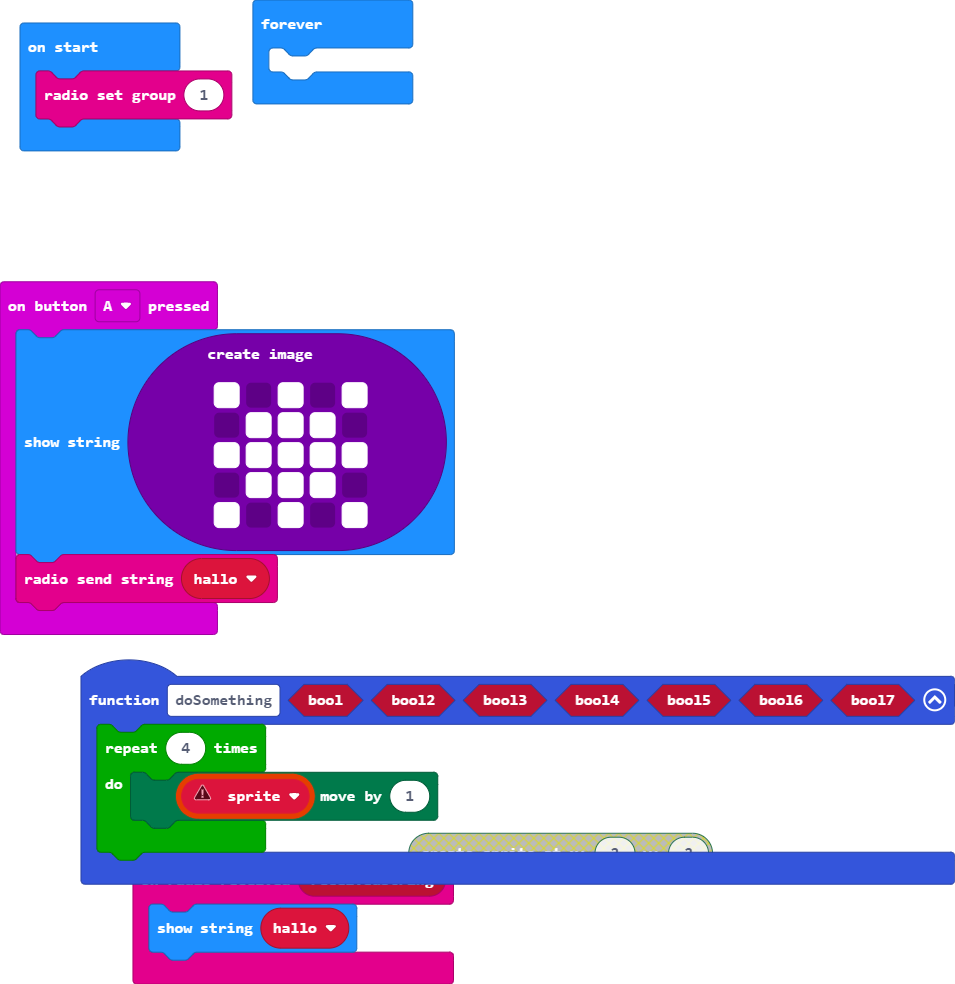 forever
on start
radio set group 1
on button A pressed
create image
show string
radio send string hallo
function doSomething bool bool2 bool3 bool4 bool5 bool6 bool7
repeat 4 times
do
sprite move by 1
show string hallo